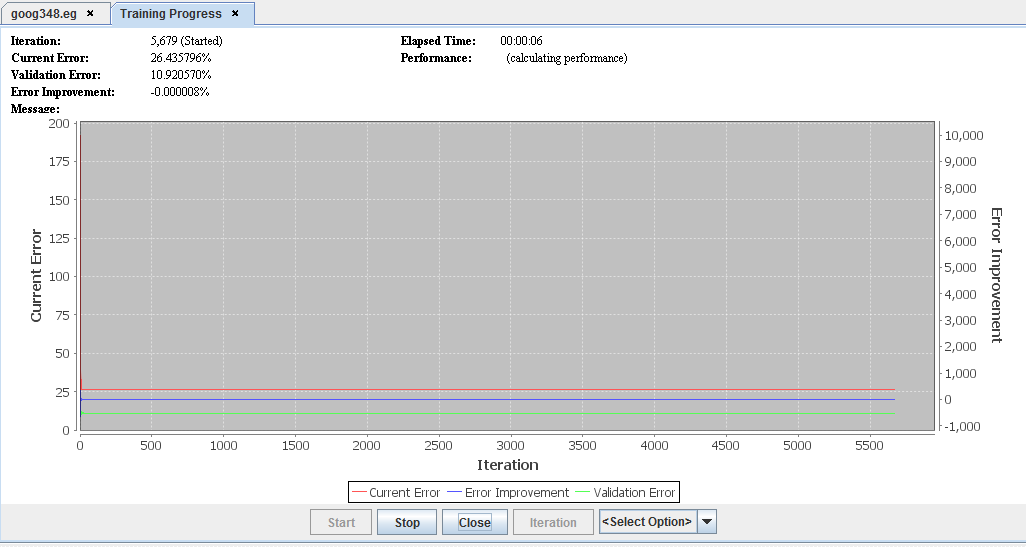 goog348.eg × Training Progress ×
Iteration: 5,679 (Started) Elapsed Time: 00:00:06
Current Error: 26.435796% Performance: (calculating performance)
Validation Error: 10.920570%
Error Improvement: -0.000008%
Message:
200
175
150
125
100
75
50
25
0
Current Error
10,000
9,000
8,000
7,000
6,000
5,000
4,000
3,000
2,000
1,000
0
-1,000
Error Improvement
0 500 1000 1500 2000 2500 3000 3500 4000 4500 5000 5500
Iteration
Current Error Error Improvement Validation Error
Start Stop Close Iteration <Select Option>